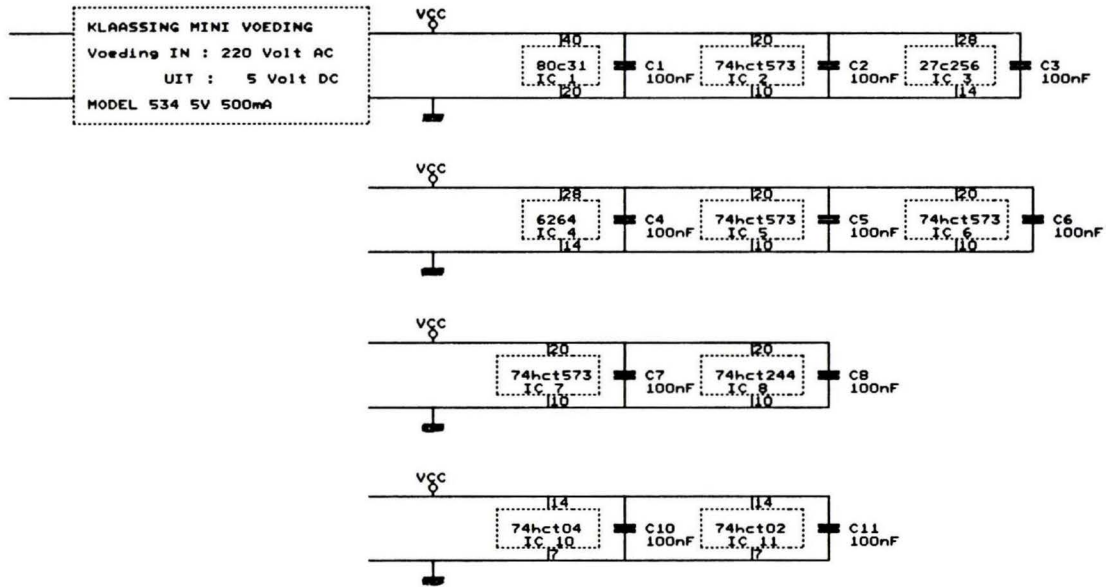 KLAASSING MINI VOEDING
Voeding IN : 220 Volt AC
UIT : 5 Volt DC
MODEL 534 5V 500mA
VCC
40
80c31
IC 1
20
C1
100nF
20
74hct573
IC 2
10
C2
100nF
28
27c256
IC 3
14
C3
100nF
VCC
28
6264
IC 4
14
C4
100nF
20
74hct573
IC 5
10
C5
100nF
20
74hct573
IC 6
10
C6
100nF
VCC
20
74hct573
IC 7
10
C7
100nF
20
74hct244
IC 8
10
C8
100nF
VCC
14
74hct04
IC 10
7
C10
100nF
14
74hct02
IC 11
7
C11
100nF